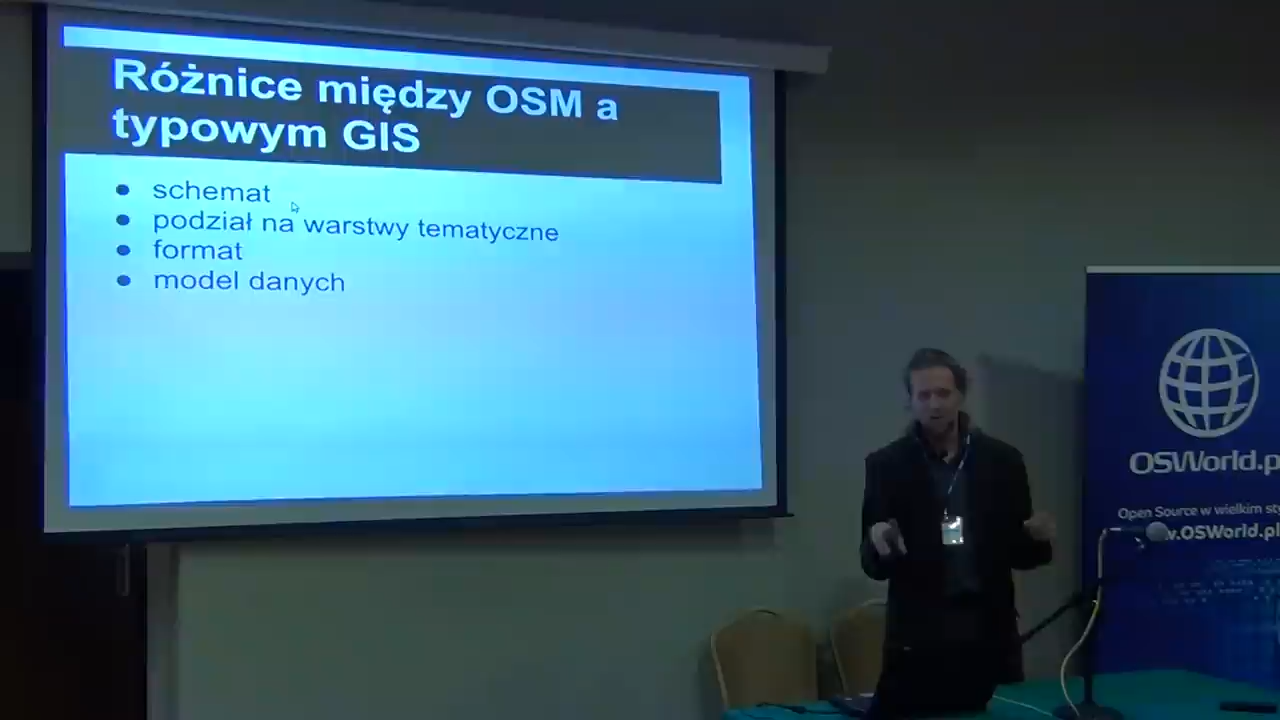 Różnice między OSM a
typowym GIS
schemat
podział na warstwy tematyczne
format
model danych
OSWorld.p
Open Source w wielkim sty
w.OSWorld.pl